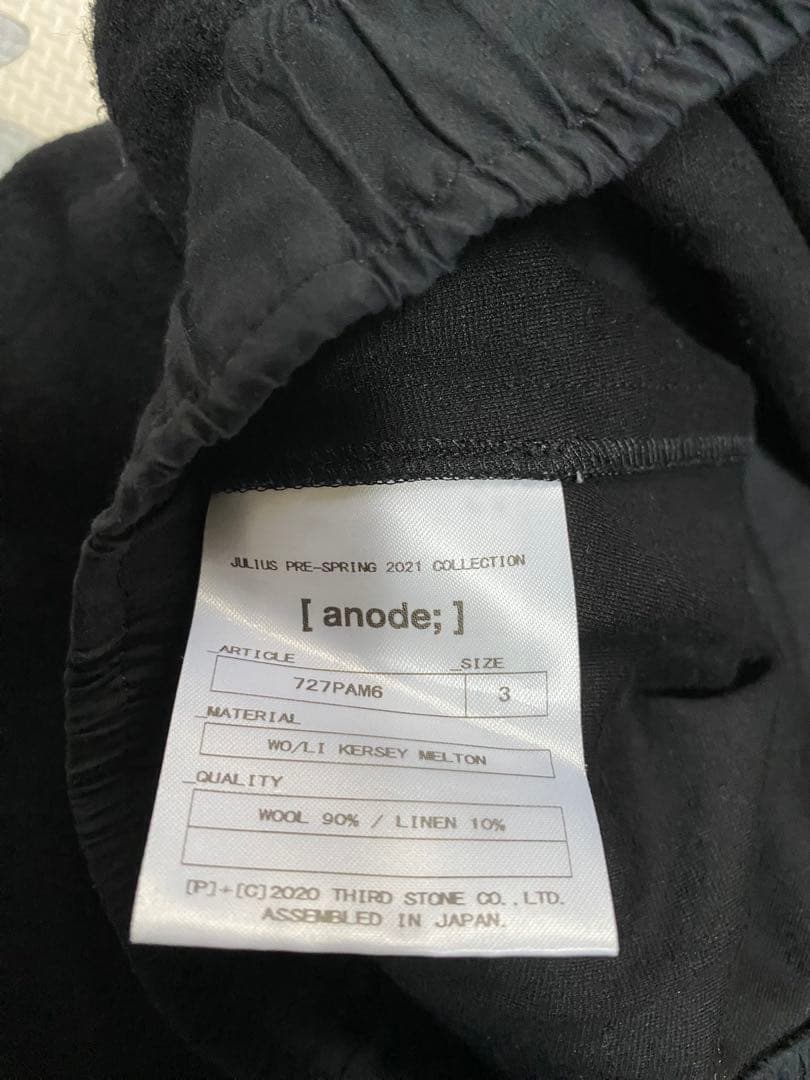 JULIUS PRE-SPRING 2021 COLLECTION
[ anode; ]
_ARTICLE _SIZE
727PAM6 3
_MATERIAL
WO/LI KERSEY MELTON
_QUALITY
WOOL 90% / LINEN 10%
[P]+[C]2020 THIRD STONE CO.,LTD.
ASSEMBLED IN JAPAN.